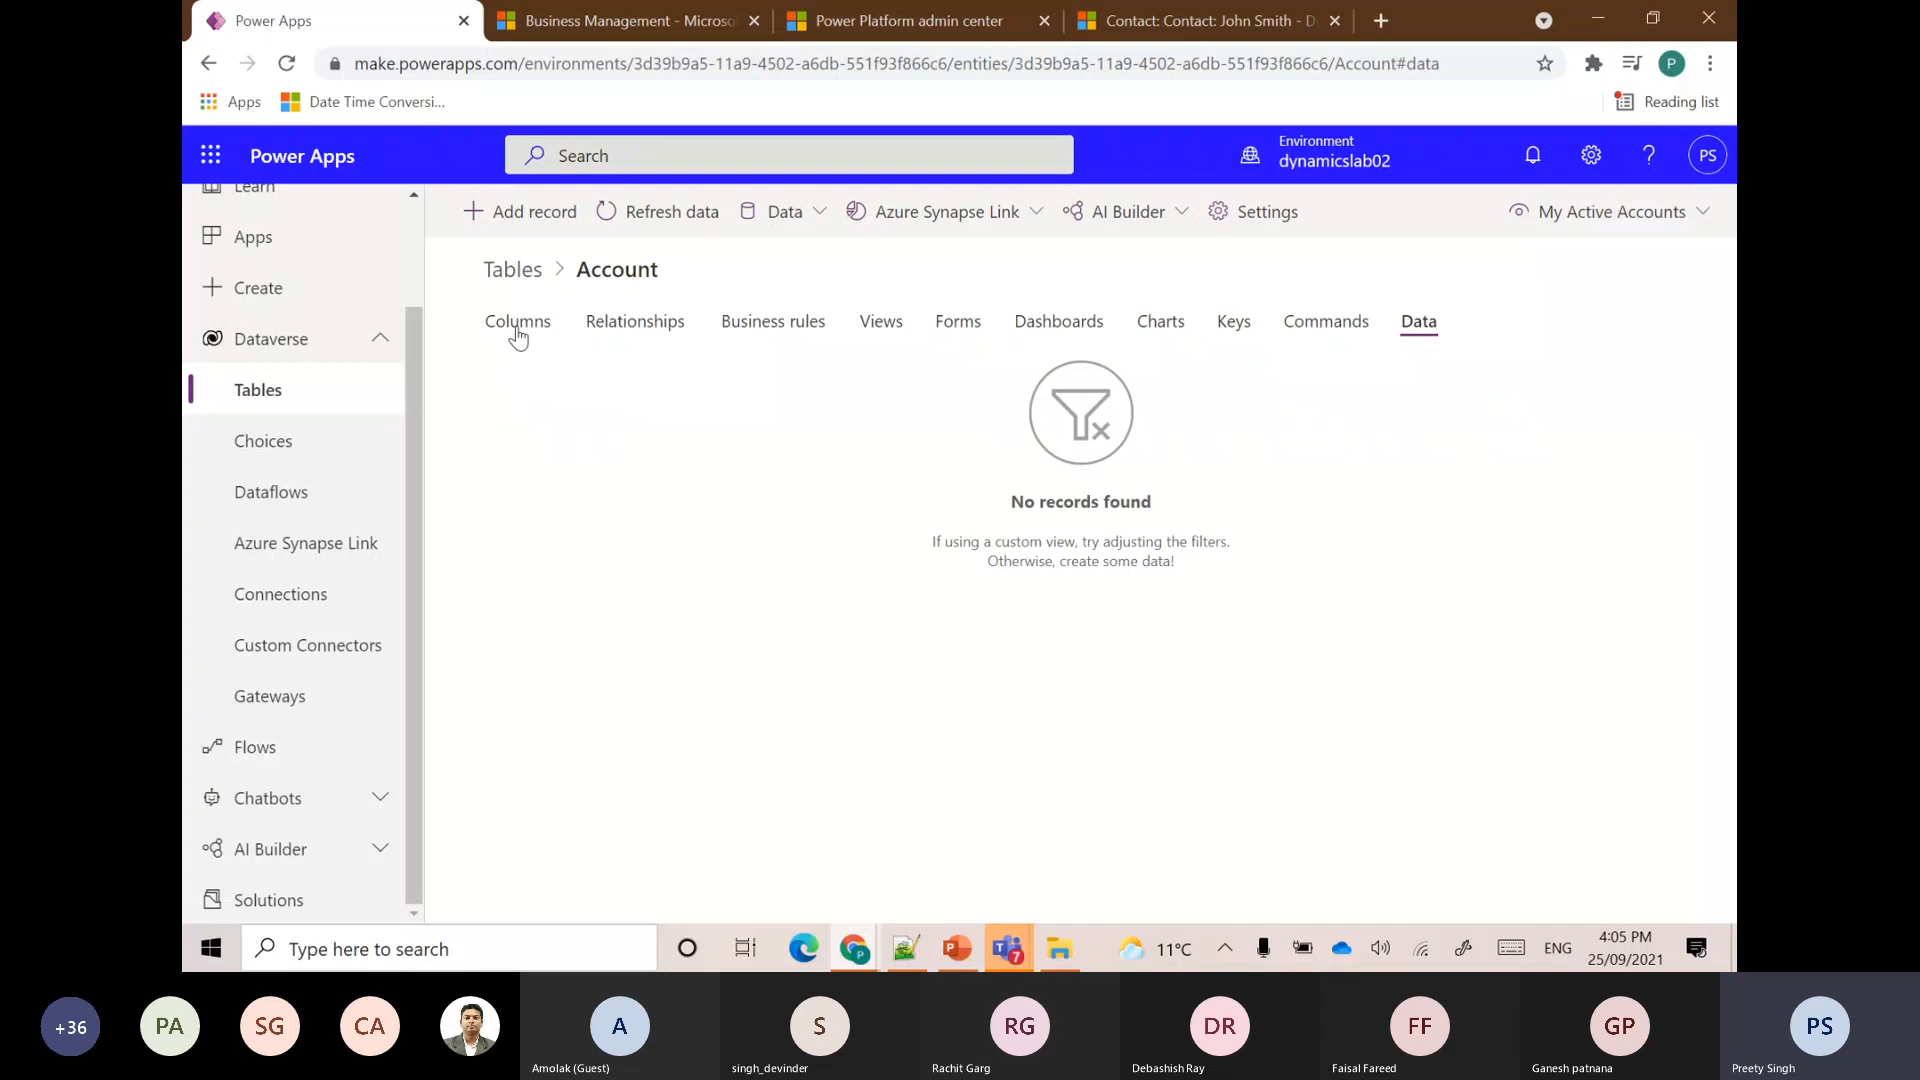 Power Apps
Business Management - Microso
Power Platform admin center
Contact: Contact: John Smith - D
make.powerapps.com/environments/3d39b9a5-11a9-4502-a6db-551f93f866c6/entities/3d39b9a5-11a9-4502-a6db-551f93f866c6/Account#data
P
Apps
Date Time Conversi...
Reading list
Power Apps
Search
Environment
dynamicslab02
?
PS
Learn
Apps
Create
Dataverse
Tables
Choices
Dataflows
Azure Synapse Link
Connections
Custom Connectors
Gateways
Flows
Chatbots
AI Builder
Solutions
Add record
Refresh data
Data
Azure Synapse Link
AI Builder
Settings
My Active Accounts
Tables > Account
Columns
Relationships
Business rules
Views
Forms
Dashboards
Charts
Keys
Commands
Data
No records found
If using a custom view, try adjusting the filters.
Otherwise, create some data!
Type here to search
7
11°C
ENG
4:05 PM
25/09/2021
+36
PA
SG
CA
A
Amolak (Guest)
S
singh_devinder
RG
Rachit Garg
DR
Debashish Ray
FF
Faisal Fareed
GP
Ganesh patnana
PS
Preety Singh